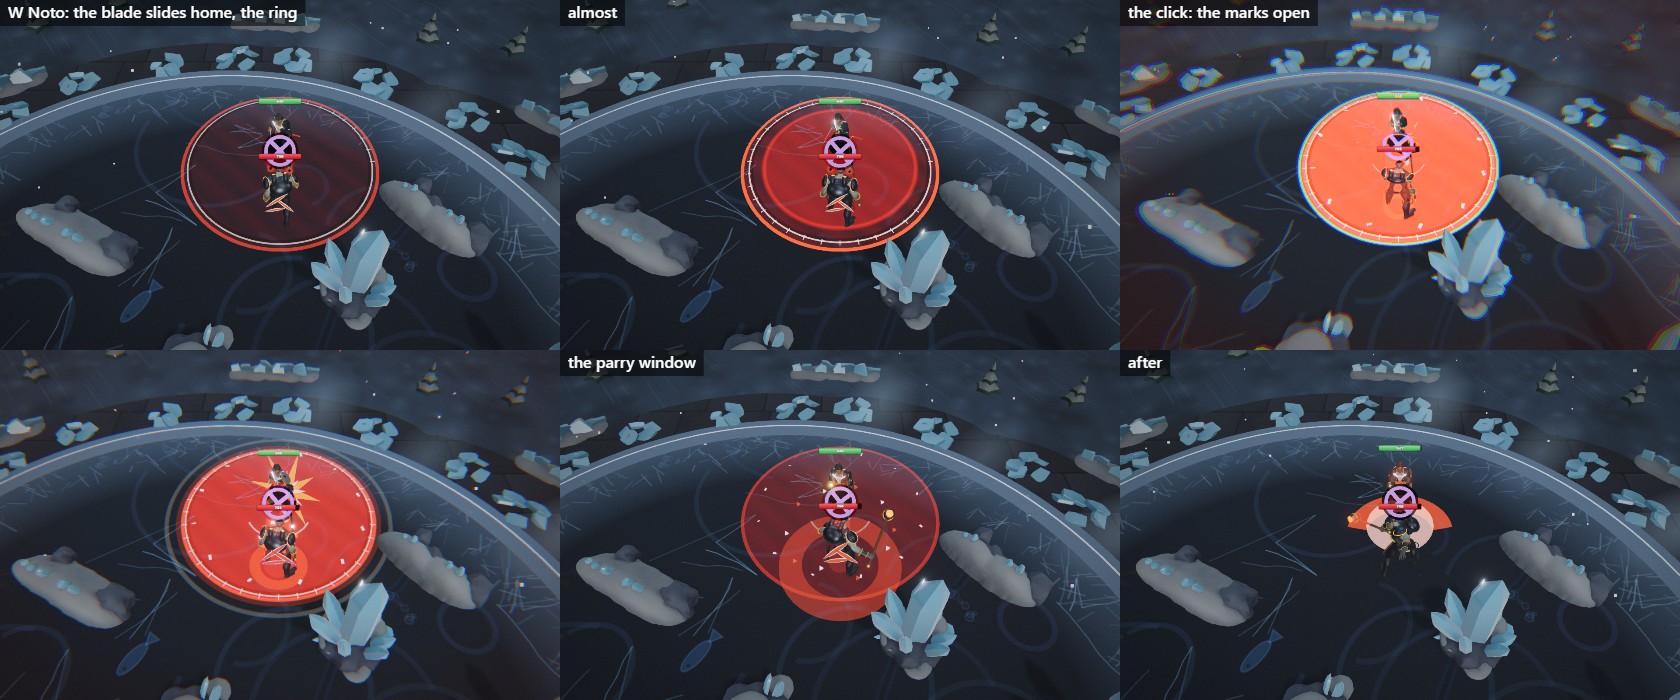 W Noto: the blade slides home, the ring
almost
the click: the marks open
the parry window
after